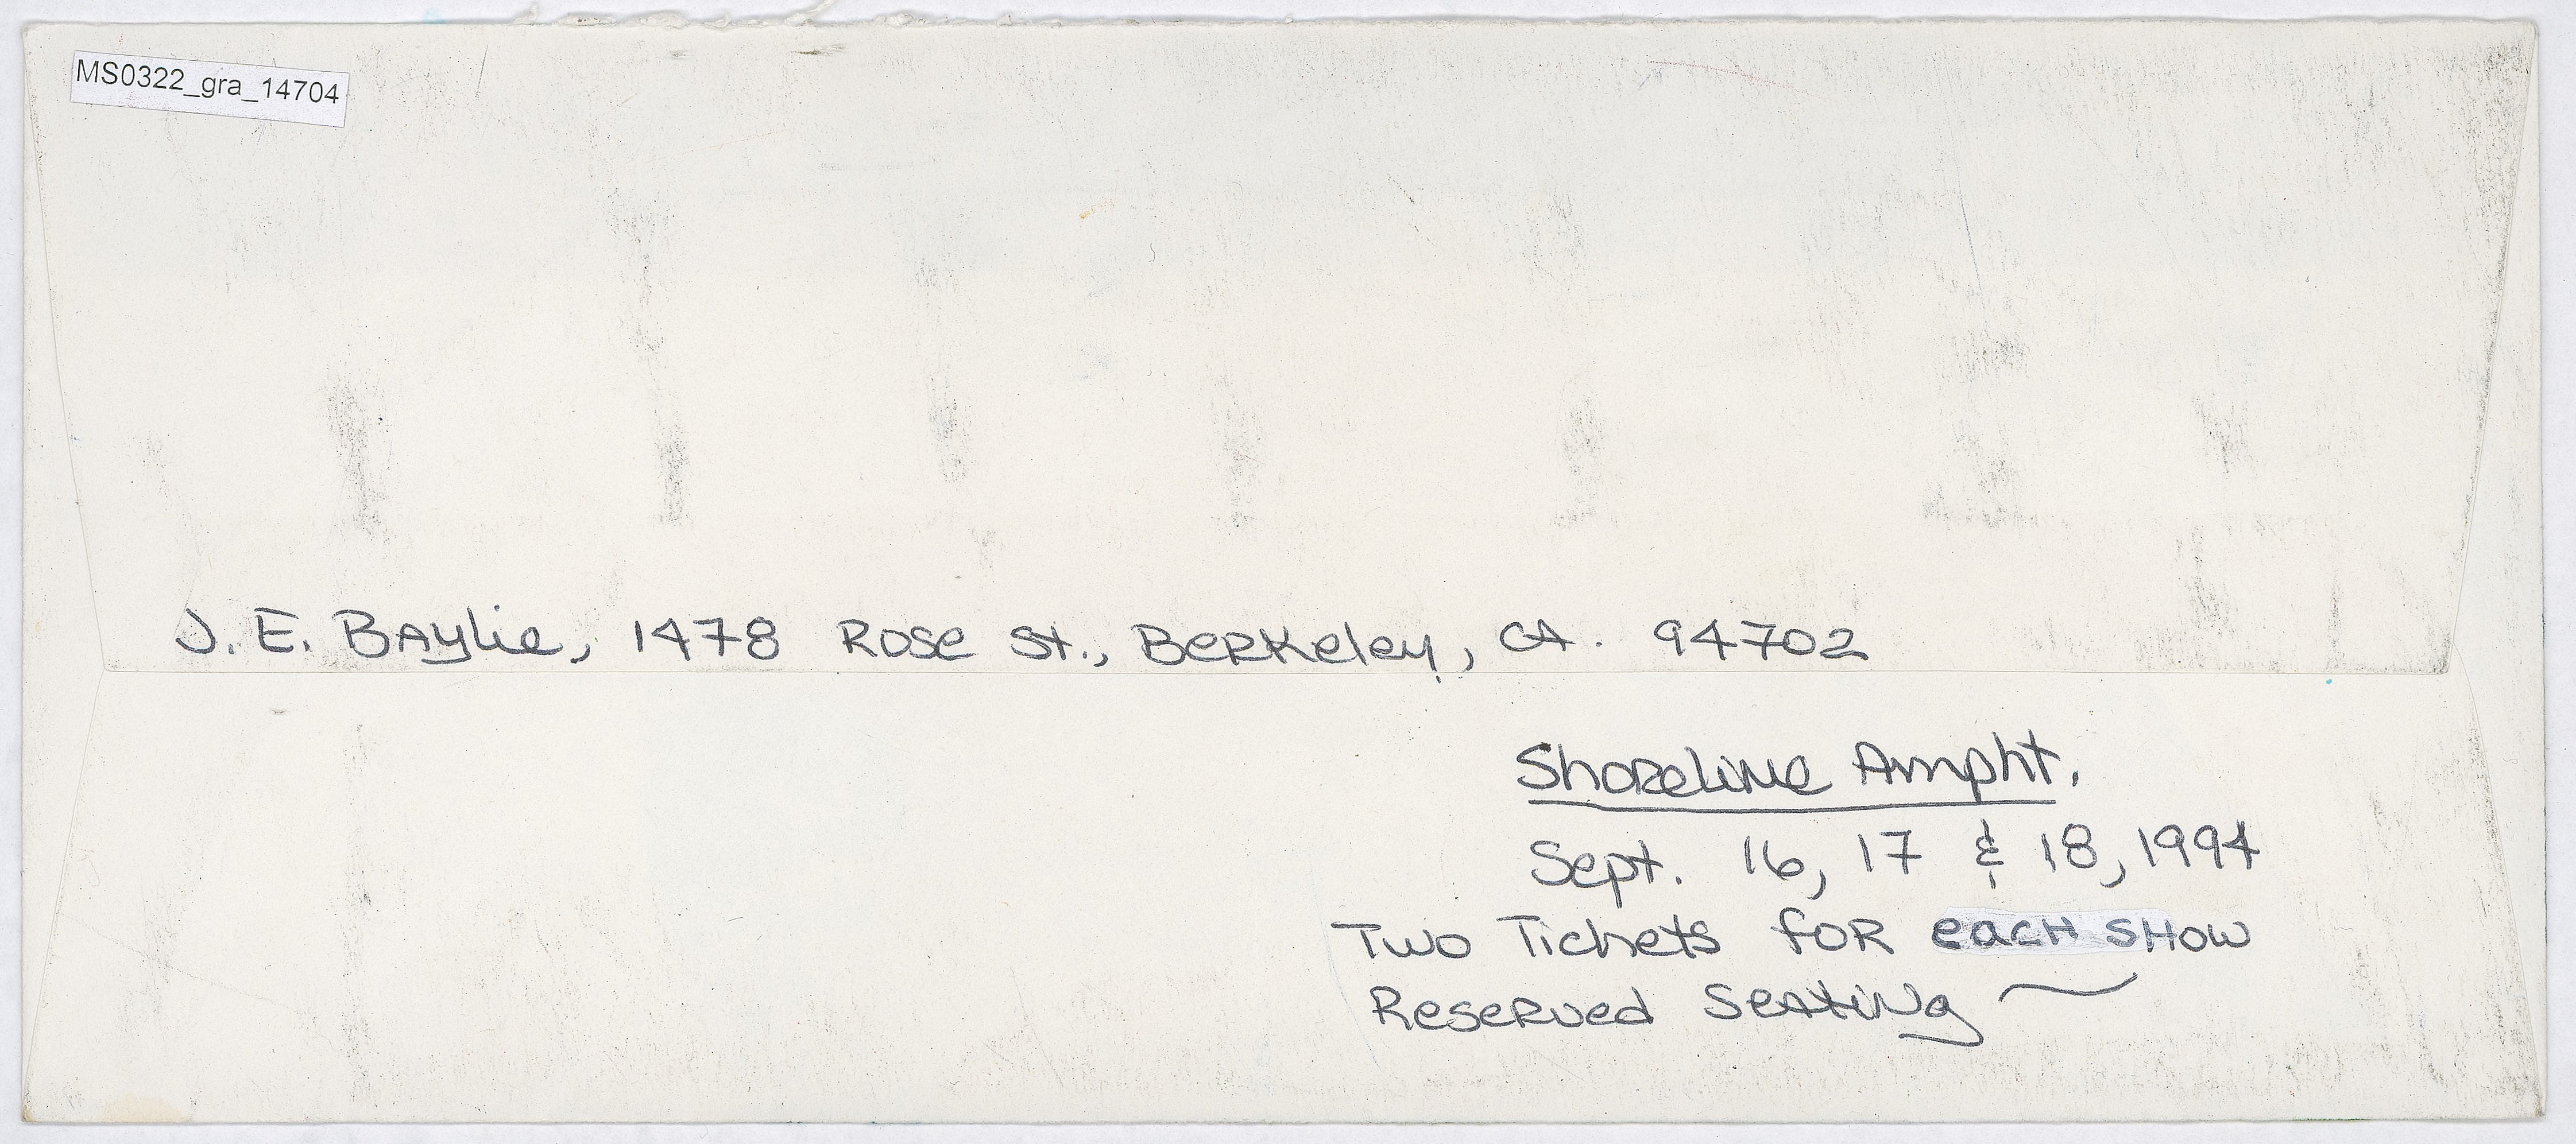 MS0322_gra_14704
J. E. Baylie, 1478 Rose St., Berkeley, CA. 94702
Shoreline Ampht.
Sept. 16, 17 & 18, 1994
Two Tickets for each show
Reserved Seating